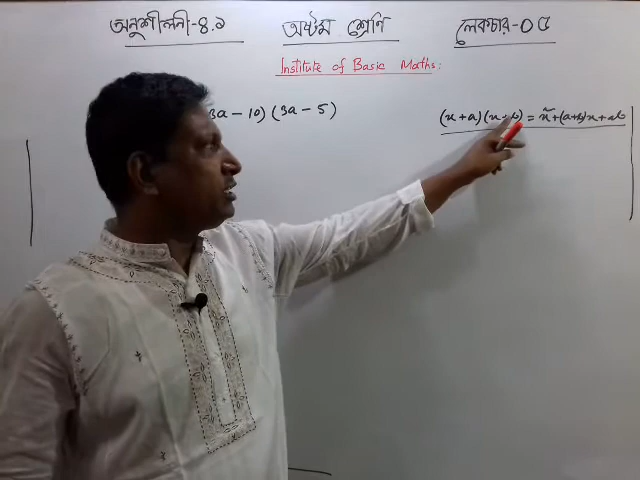 অনুশীলনী-৪.১ অষ্টম শ্রেণি লেকচার-০৫
Institute of Basic Maths:
3a - 10) (3a - 5) (x + a) (x + b) = x² + (a+b)x + ab